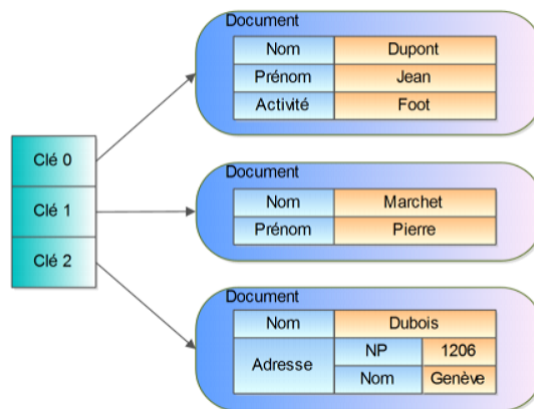 Document
Nom Dupont
Prénom Jean
Activité Foot
Clé 0
Clé 1
Clé 2
Document
Nom Marchet
Prénom Pierre
Document
Nom Dubois
Adresse NP 1206
Nom Genève